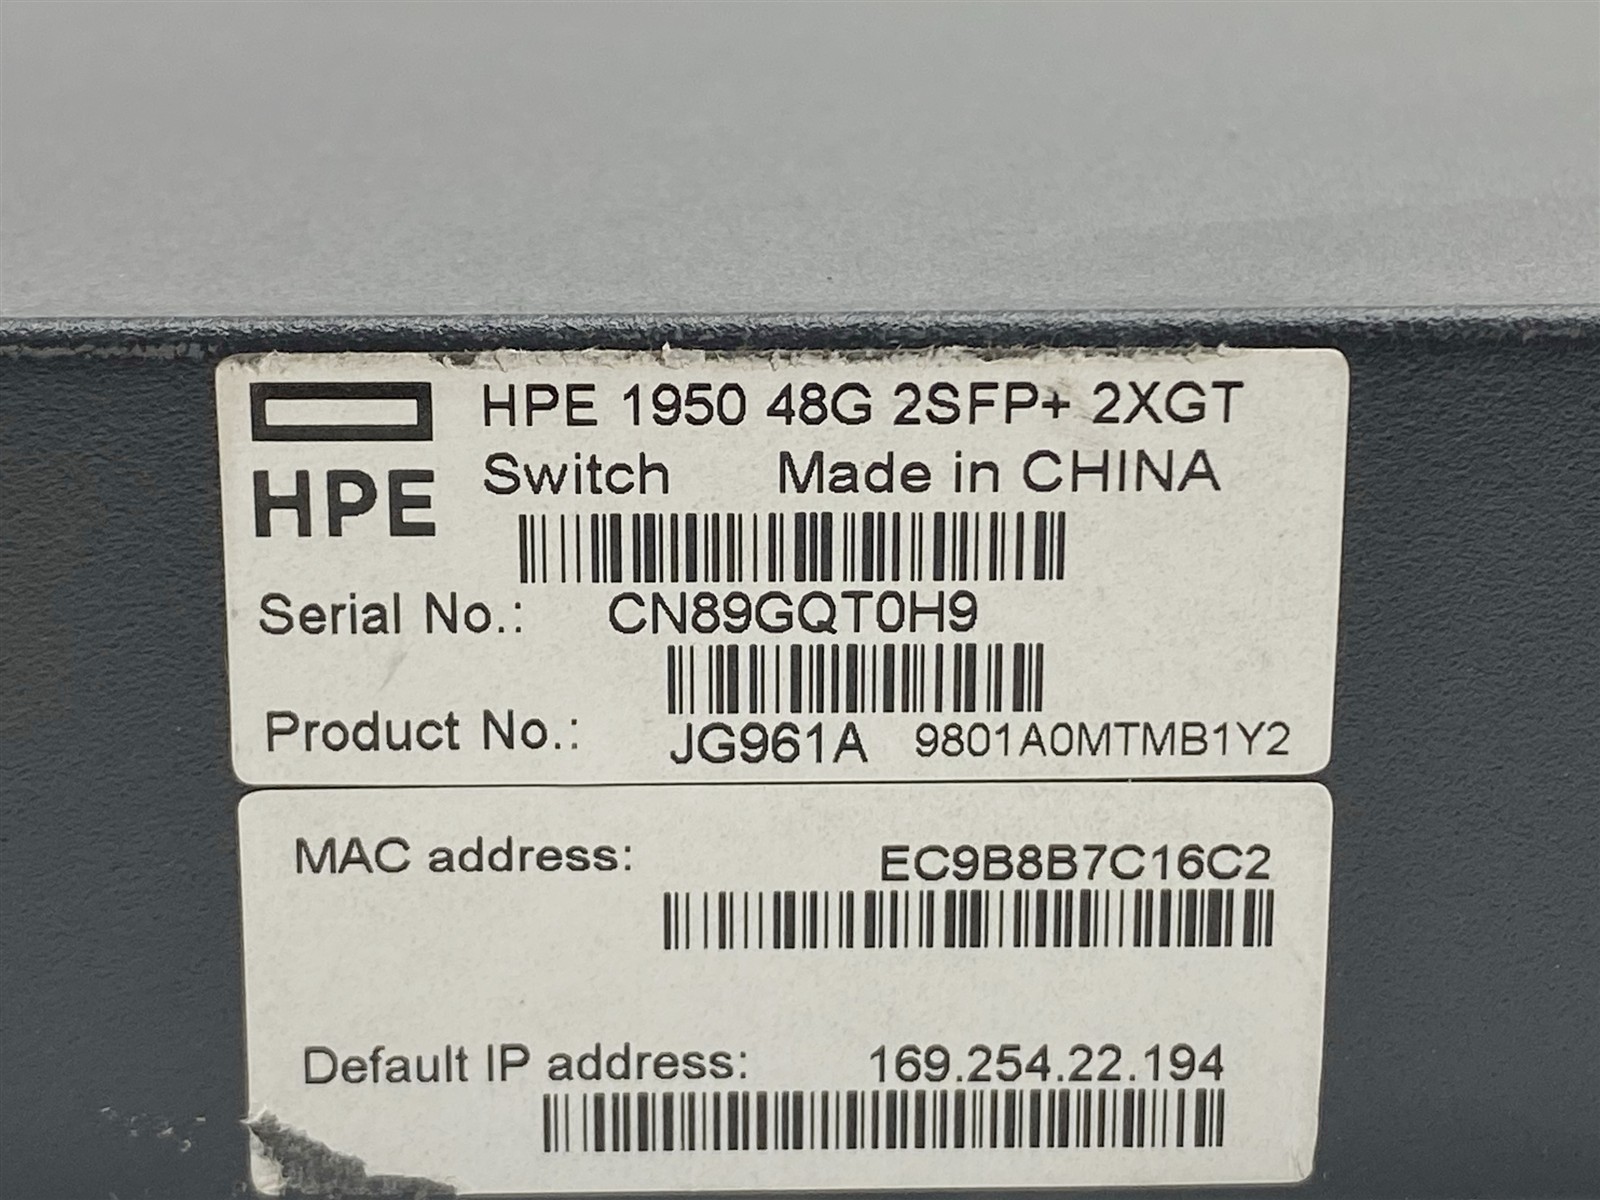 HPE
HPE 1950 48G 2SFP+ 2XGT
Switch Made in CHINA
Serial No.: CN89GQT0H9
Product No.: JG961A 9801A0MTMB1Y2
MAC address: EC9B8B7C16C2
Default IP address: 169.254.22.194